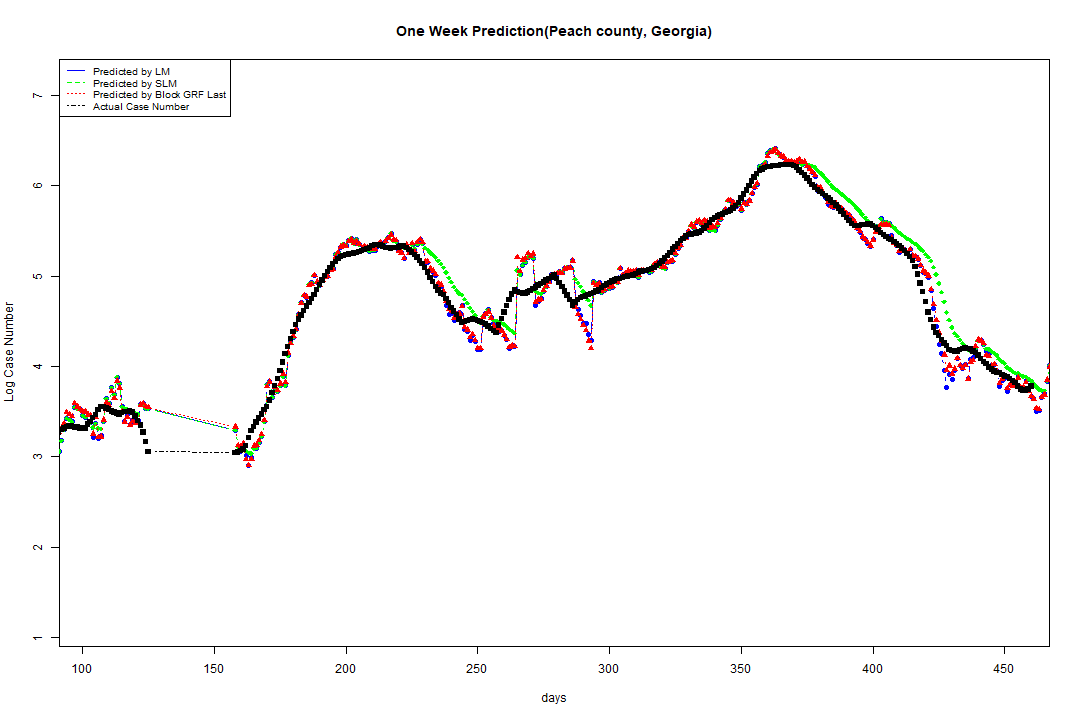 One Week Prediction(Peach county, Georgia)
Predicted by LM
Predicted by SLM
Predicted by Block GRF Last
Actual Case Number
7
6
5
4
3
2
1
Log Case Number
100 150 200 250 300 350 400 450
days